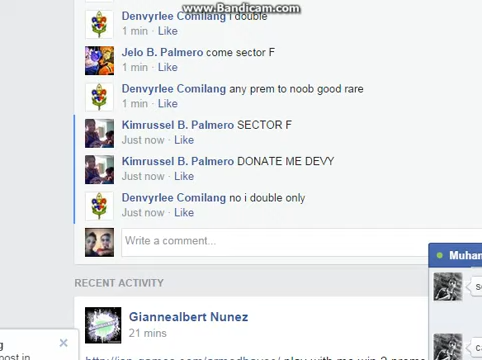 www.Bandicam.com
Denvyrlee Comilang i double
1 min · Like
Jelo B. Palmero come sector F
1 min · Like
Denvyrlee Comilang any prem to noob good rare
1 min · Like
Kimrussel B. Palmero SECTOR F
Just now · Like
Kimrussel B. Palmero DONATE ME DEVY
Just now · Like
Denvyrlee Comilang no i double only
Just now · Like
Write a comment...
RECENT ACTIVITY
Giannealbert Nunez
21 mins